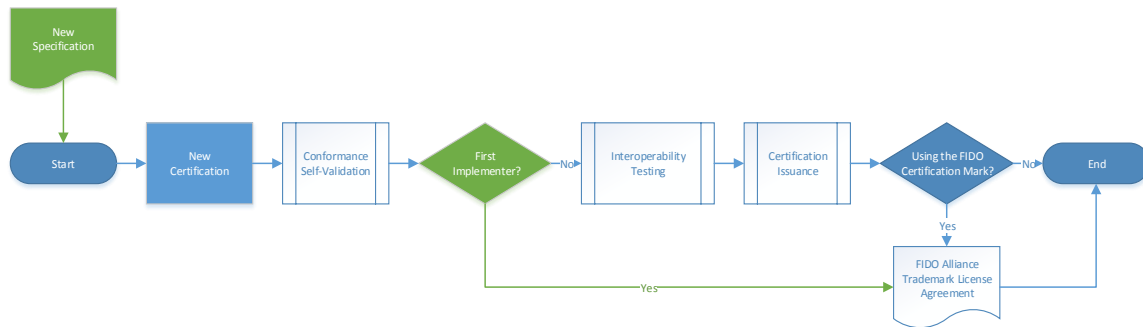 New
Specification
Start
New
Certification
Conformance
Self-Validation
First
Implementer?
No
Interoperability
Testing
Certification
Issuance
Using the FIDO
Certification Mark?
No
End
Yes
Yes
FIDO Alliance
Trademark License
Agreement